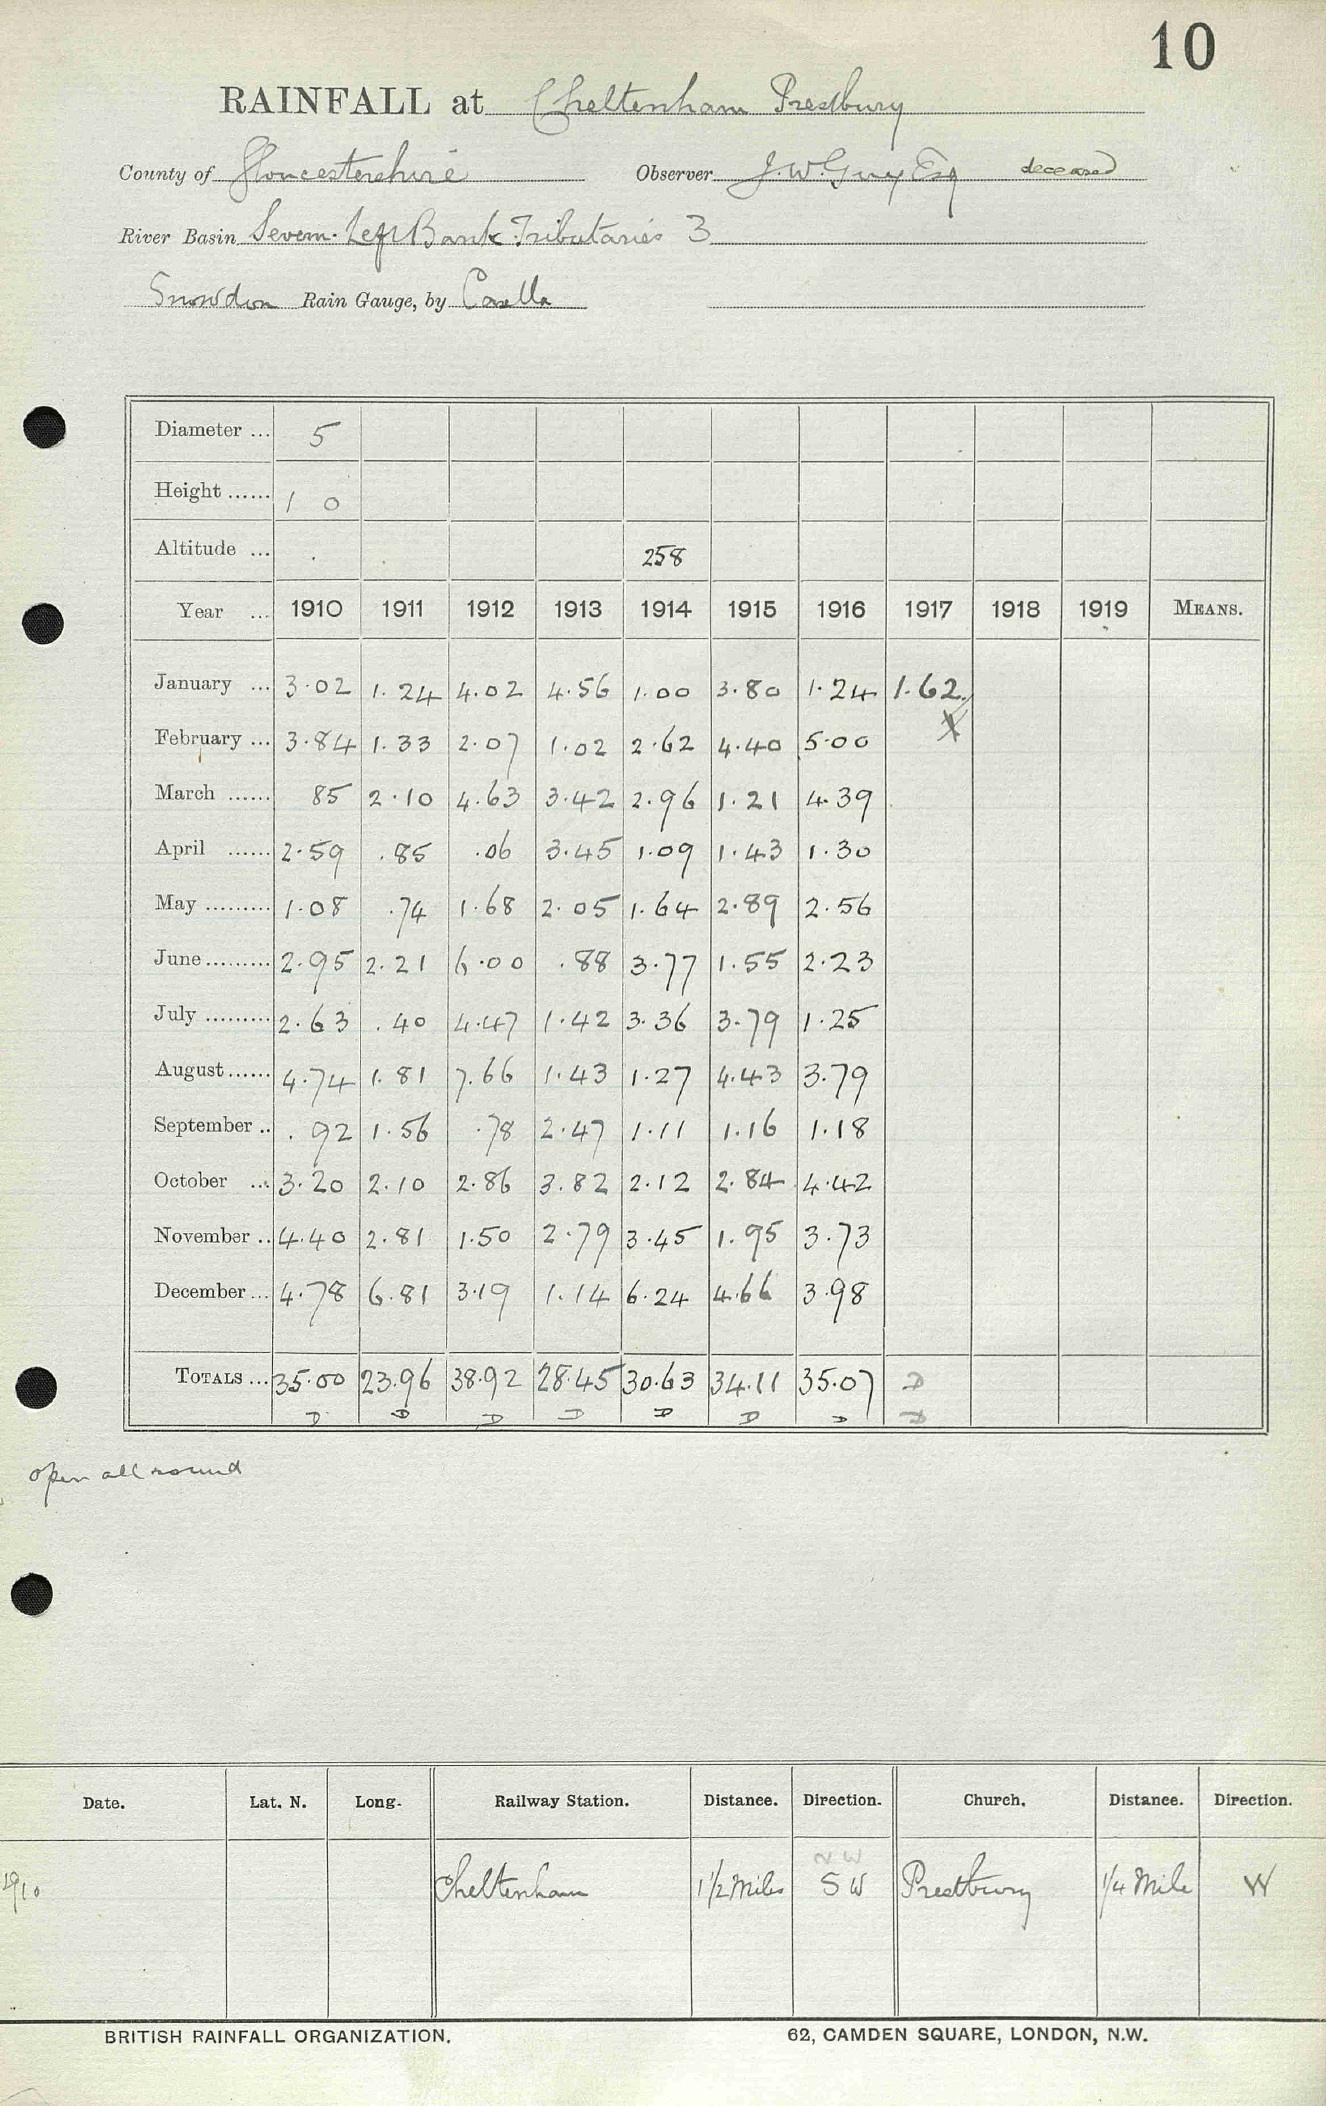 10
RAINFALL at Cheltenham Prestbury
County of Gloucestershire Observer J. W. Guy Esq deceased
River Basin Severn. Left Bank Tributaries 3
Snowdon Rain Gauge, by Casella
Diameter ... 5
Height ...... 1 0
Altitude ... 258
Year ... 1910 1911 1912 1913 1914 1915 1916 1917 1918 1919 MEANS.
January ... 3.02 1.24 4.02 4.56 1.00 3.80 1.24 1.62
X
February ... 3.84 1.33 2.07 1.02 2.62 4.40 5.00
March ...... 85 2.10 4.63 3.42 2.96 1.21 4.39
April ...... 2.59 .85 .06 3.45 1.09 1.43 1.30
May ......... 1.08 .74 1.68 2.05 1.64 2.89 2.56
June ......... 2.95 2.21 6.00 .88 3.77 1.55 2.23
July ......... 2.63 .40 4.47 1.42 3.36 3.79 1.25
August ...... 4.74 1.81 7.66 1.43 1.27 4.43 3.79
September .. .92 1.56 .78 2.47 1.11 1.16 1.18
October ... 3.20 2.10 2.86 3.82 2.12 2.84 4.42
November .. 4.40 2.81 1.50 2.79 3.45 1.95 3.73
December ... 4.78 6.81 3.19 1.14 6.24 4.66 3.98
TOTALS ... 35.00 23.96 38.92 28.45 30.63 34.11 35.07 D
D D D D D D D D
open all round
Date. Lat. N. Long. Railway Station. Distance. Direction. Church. Distance. Direction.
NW
1910 Cheltenham 1 1/2 Miles SW Prestbury 1/4 Mile W
BRITISH RAINFALL ORGANIZATION. 62, CAMDEN SQUARE, LONDON, N.W.